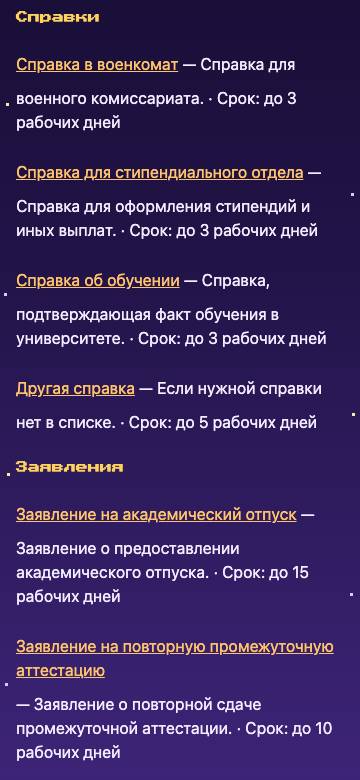 Справки
Справка в военкомат — Справка для
военного комиссариата. · Срок: до 3
рабочих дней
Справка для стипендиального отдела —
Справка для оформления стипендий и
иных выплат. · Срок: до 3 рабочих дней
Справка об обучении — Справка,
подтверждающая факт обучения в
университете. · Срок: до 3 рабочих дней
Другая справка — Если нужной справки
нет в списке. · Срок: до 5 рабочих дней
Заявления
Заявление на академический отпуск —
Заявление о предоставлении
академического отпуска. · Срок: до 15
рабочих дней
Заявление на повторную промежуточную
аттестацию
— Заявление о повторной сдаче
промежуточной аттестации. · Срок: до 10
рабочих дней